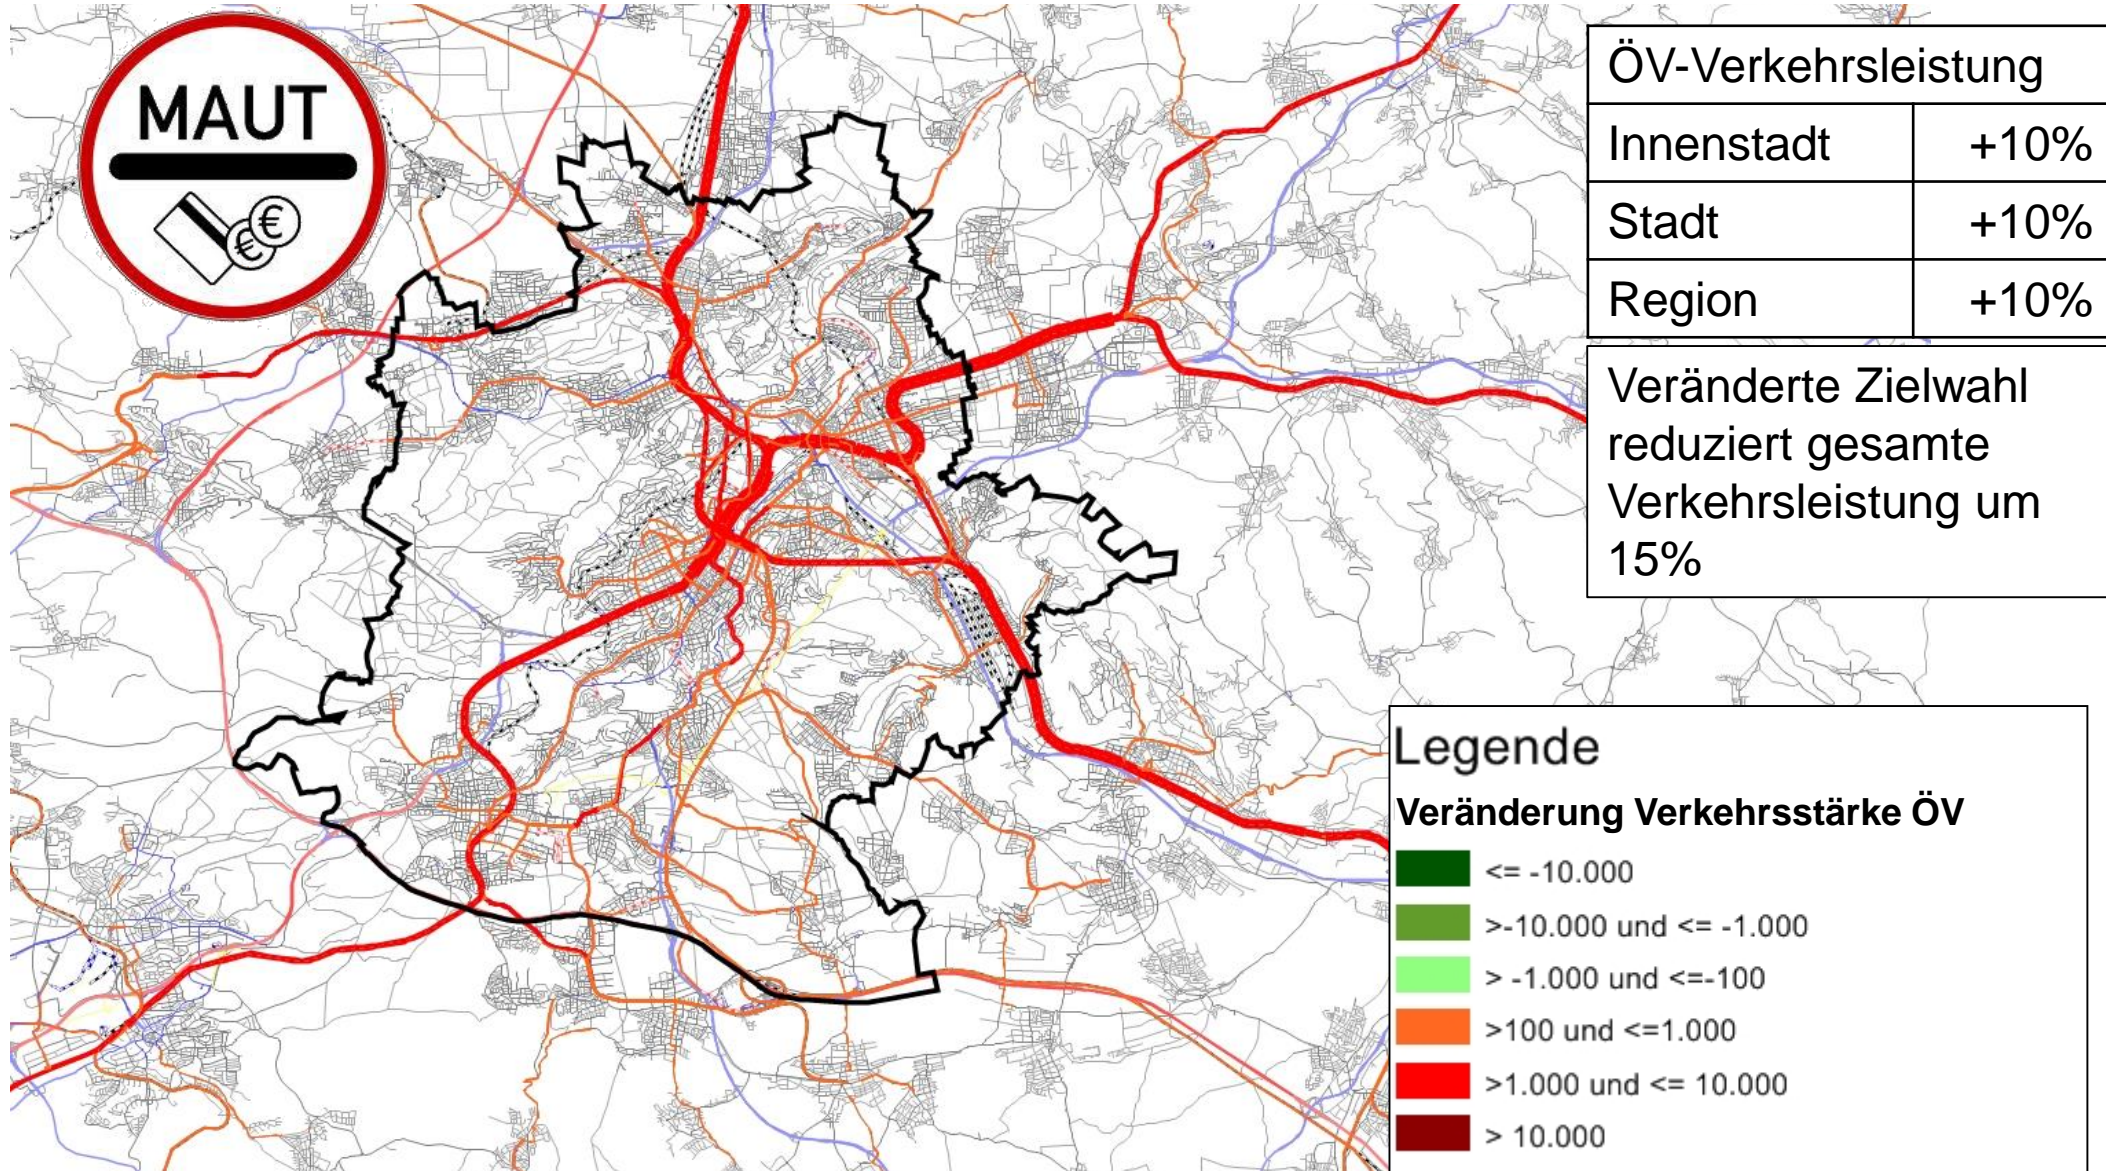 MAUT
€
€
ÖV-Verkehrsleistung
Innenstadt +10%
Stadt +10%
Region +10%
Veränderte Zielwahl
reduziert gesamte
Verkehrsleistung um
15%
Legende
Veränderung Verkehrsstärke ÖV
<= -10.000
>-10.000 und <= -1.000
> -1.000 und <=-100
>100 und <=1.000
>1.000 und <= 10.000
> 10.000